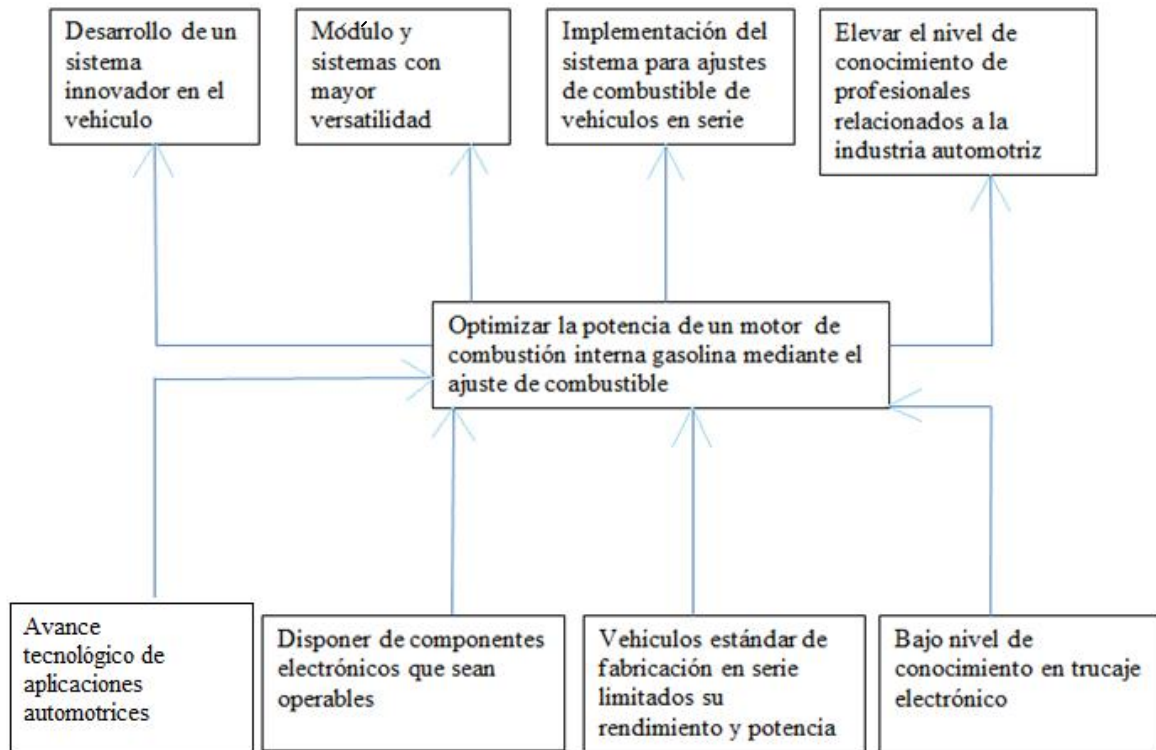 Desarrollo de un
sistema
innovador en el
vehiculo
Módulo y
sistemas con
mayor
versatilidad
Implementación del
sistema para ajustes
de combustible de
vehiculos en serie
Elevar el nivel de
conocimiento de
profesionales
relacionados a la
industria automotriz
Optimizar la potencia de un motor de
combustión interna gasolina mediante el
ajuste de combustible
Avance
tecnológico de
aplicaciones
automotrices
Disponer de componentes
electrónicos que sean
operables
Vehiculos estándar de
fabricación en serie
limitados su
rendimiento y potencia
Bajo nivel de
conocimiento en trucaje
electrónico